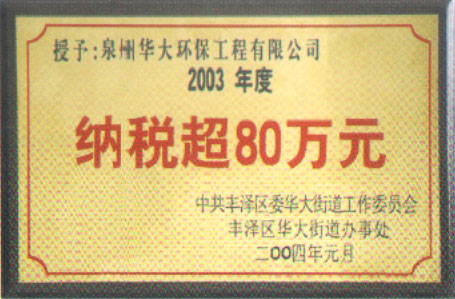 授予:泉州华大环保工程有限公司
2003 年度
纳税超80万元
中共丰泽区委华大街道工作委员会
丰泽区华大街道办事处
二〇〇四年元月